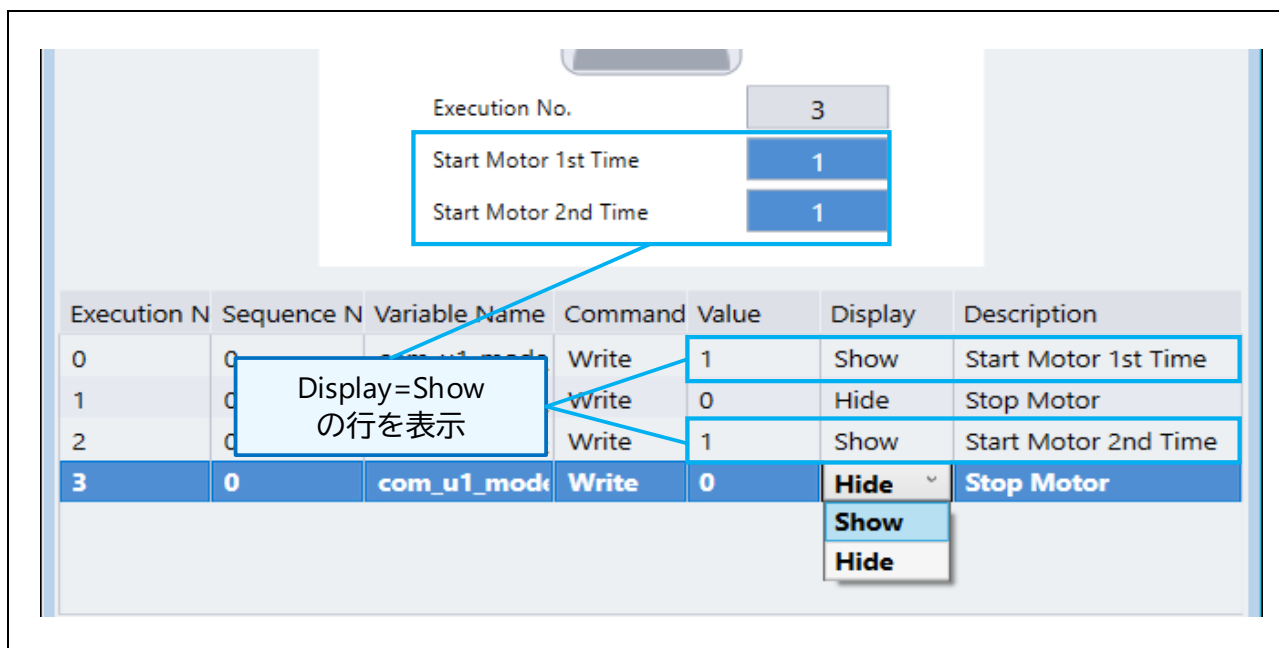 Execution No. 3
Start Motor 1st Time 1
Start Motor 2nd Time 1
Execution N Sequence N Variable Name Command Value Display Description
0 0 Write 1 Show Start Motor 1st Time
1 0 Write 0 Hide Stop Motor
2 0 Write 1 Show Start Motor 2nd Time
Display=Show
の行を表示
3 0 com_u1_mode Write 0 Hide Stop Motor
Show
Hide